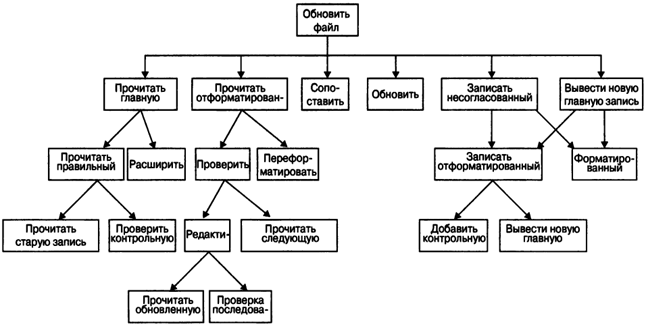 Обновить
файл
Прочитать
главную
Прочитать
отформатирован-
Сопо-
ставить
Обновить
Записать
несогласованный
Вывести новую
главную запись
Прочитать
правильный
Расширить
Проверить
Перефор-
матировать
Записать
отформатированный
Форматиро-
ванный
Прочитать
старую запись
Проверить
контрольную
Редакти-
Прочитать
следующую
Добавить
контрольную
Вывести новую
главную
Прочитать
обновленную
Проверка
последова-